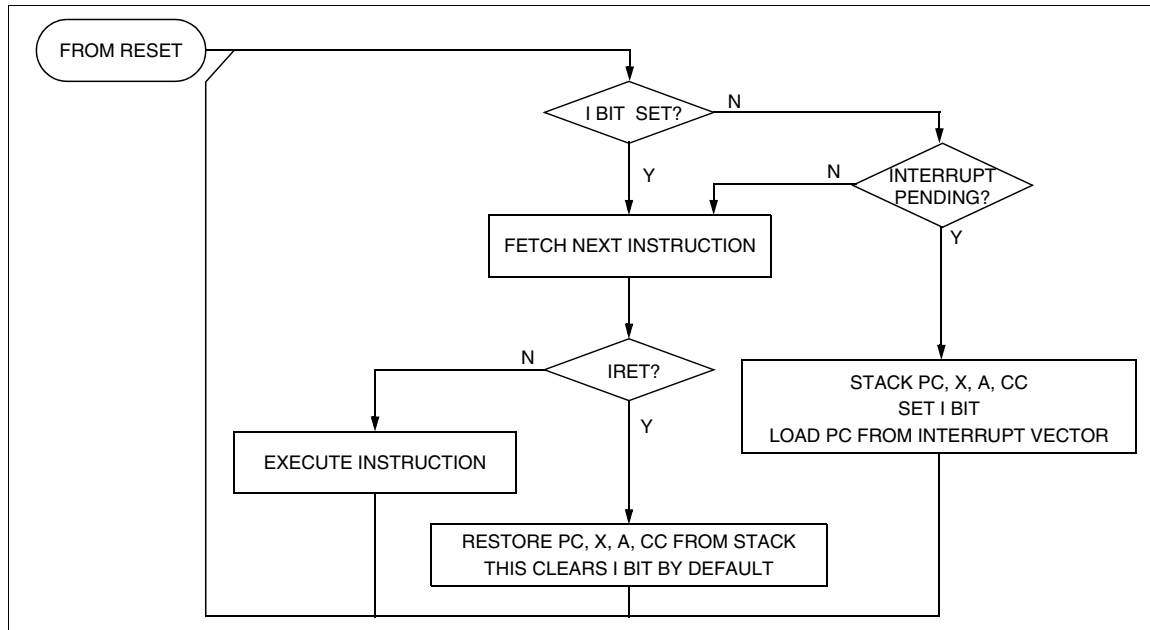 FROM RESET
I BIT SET?
N
Y
N
INTERRUPT
PENDING?
Y
FETCH NEXT INSTRUCTION
N
IRET?
Y
STACK PC, X, A, CC
SET I BIT
LOAD PC FROM INTERRUPT VECTOR
EXECUTE INSTRUCTION
RESTORE PC, X, A, CC FROM STACK
THIS CLEARS I BIT BY DEFAULT